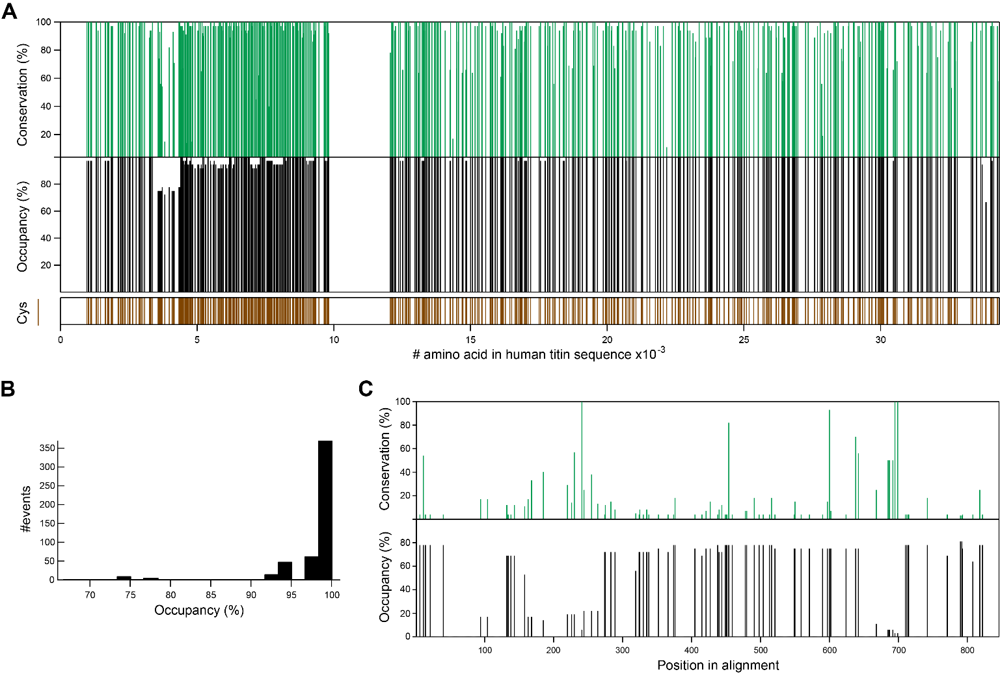 A
Conservation (%)
100
80
60
40
20
Occupancy (%)
80
60
40
20
Cys
0 5 10 15 20 25 30
# amino acid in human titin sequence x10-3
B
#events
350
300
250
200
150
100
50
0
70 75 80 85 90 95 100
Occupancy (%)
C
Conservation (%)
100
80
60
40
20
Occupancy (%)
80
60
40
20
0
100 200 300 400 500 600 700 800
Position in alignment